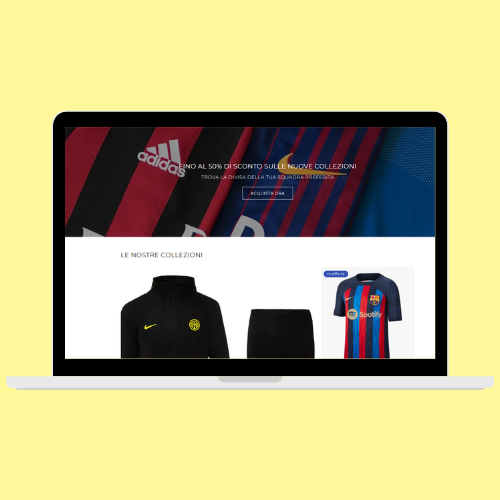 adidas
FINO AL 50% DI SCONTO SULLE NUOVE COLLEZIONI
TROVA LA DIVISA DELLA TUA SQUADRA PREFERITA
ACQUISTA ORA
LE NOSTRE COLLEZIONI
In offerta
Spotify